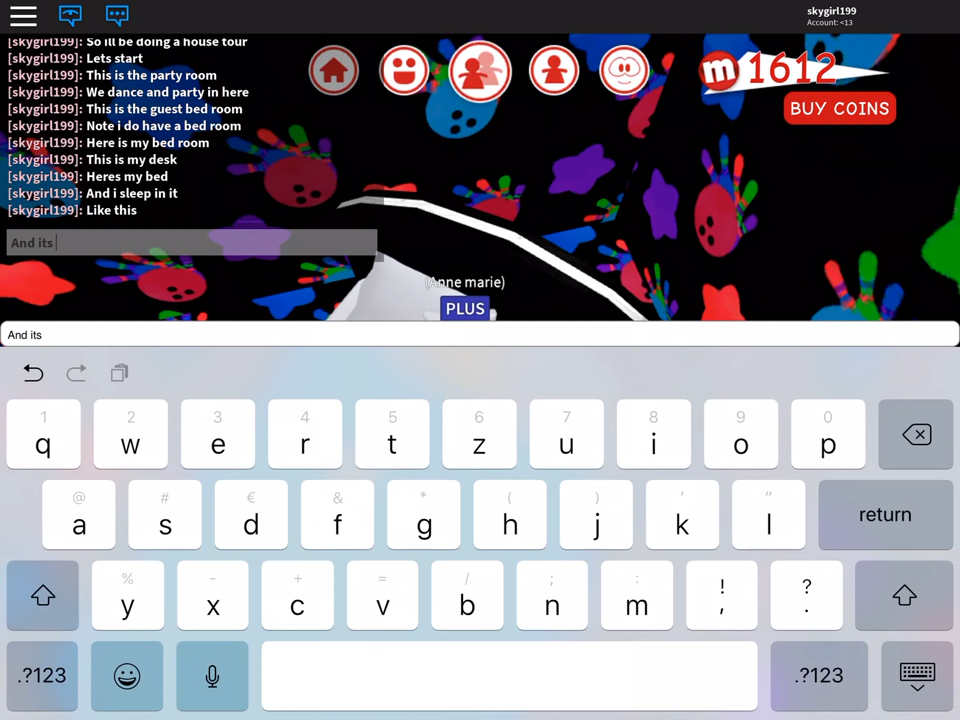 skygirl199
Account: <13
[skygirl199]: So ill be doing a house tour
[skygirl199]: Lets start
[skygirl199]: This is the party room
[skygirl199]: We dance and party in here
[skygirl199]: This is the guest bed room
[skygirl199]: Note i do have a bed room
[skygirl199]: Here is my bed room
[skygirl199]: This is my desk
[skygirl199]: Heres my bed
[skygirl199]: And i sleep in it
[skygirl199]: Like this
m 1612
BUY COINS
And its
(Anne marie)
PLUS
And its
1 2 3 4 5 6 7 8 9 0
q w e r t z u i o p
@ # € & * ( ) ' "
a s d f g h j k l return
% - + = / ; : ! ?
y x c v b n m , .
.?123 .?123